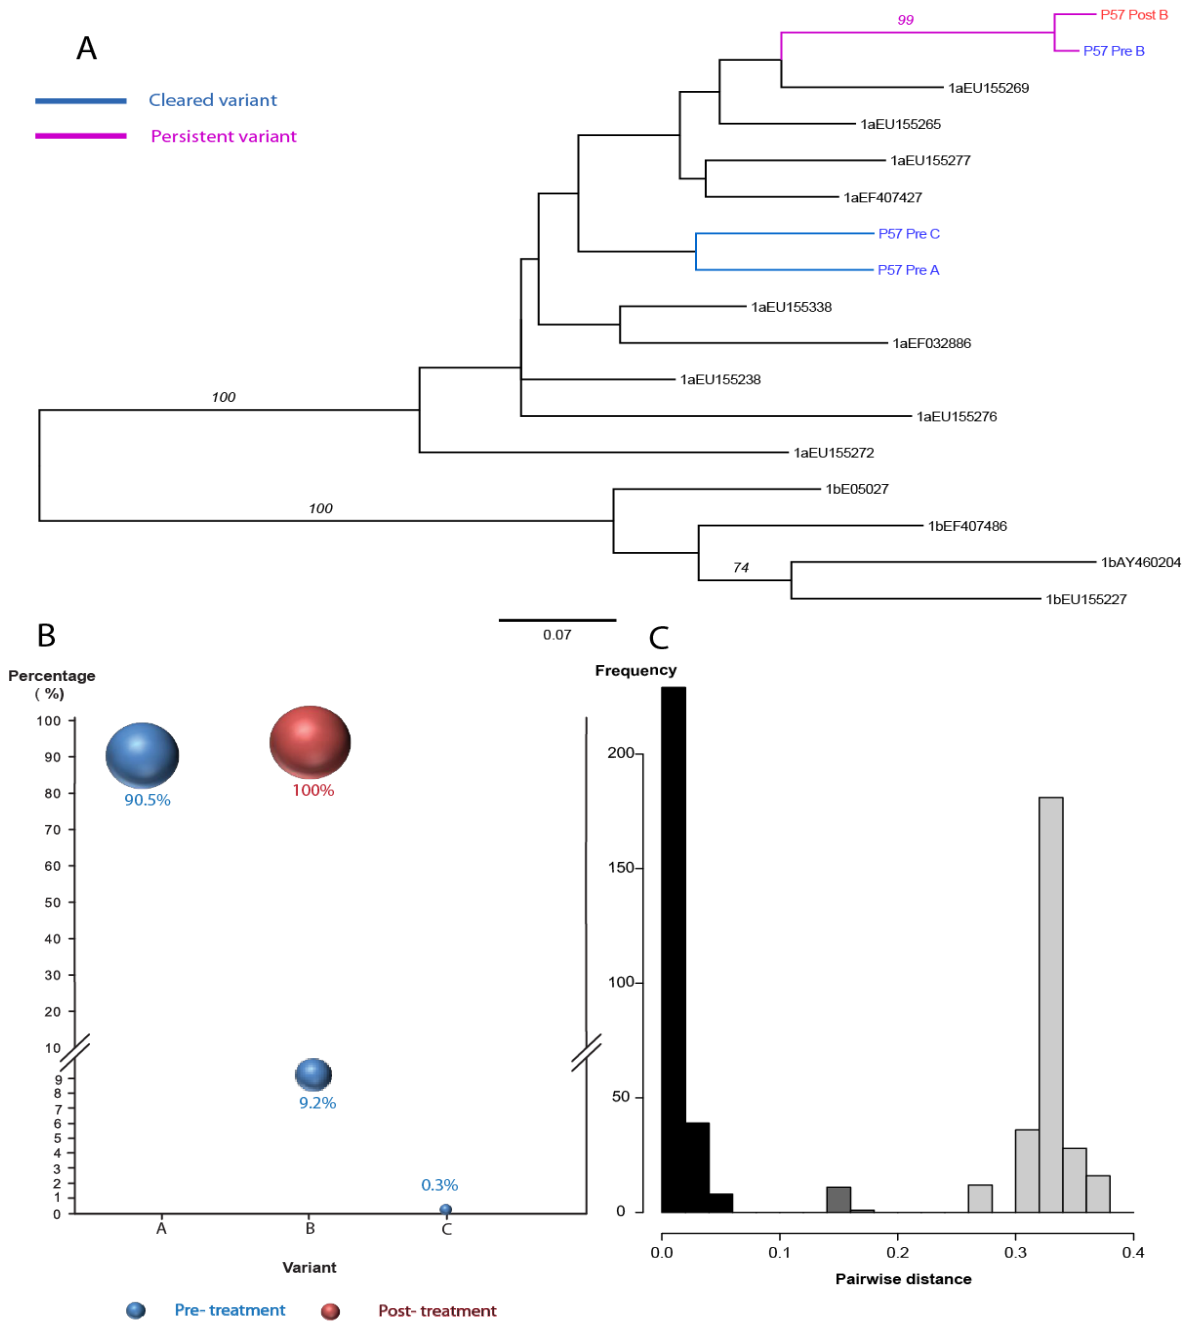 A
Cleared variant
Persistent variant
99
P57 Post B
P57 Pre B
1aEU155269
1aEU155265
1aEU155277
1aEF407427
P57 Pre C
P57 Pre A
1aEU155338
1aEF032886
1aEU155238
100
1aEU155276
1aEU155272
1bE05027
100
1bEF407486
1bAY460204
74
1bEU155227
0.07
B
Percentage
( %)
100
90
80
70
60
50
40
30
20
10
9
8
7
6
5
4
3
2
1
0
90.5%
100%
9.2%
0.3%
A
B
C
Variant
Pre- treatment
Post- treatment
C
Frequency
200
150
100
50
0
0.0
0.1
0.2
0.3
0.4
Pairwise distance